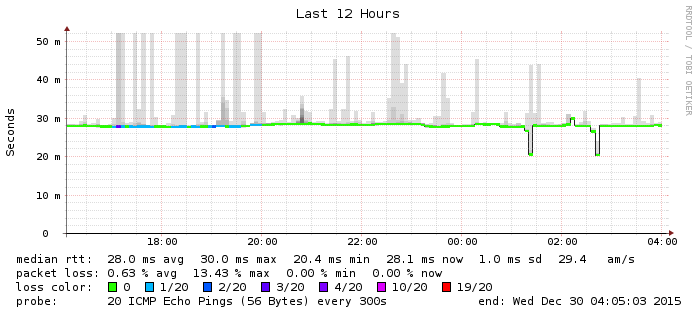 Last 12 Hours
RRDTOOL / TOBI OETIKER
Seconds
50 m
40 m
30 m
20 m
10 m
0
18:00 20:00 22:00 00:00 02:00 04:00
median rtt: 28.0 ms avg 30.0 ms max 20.4 ms min 28.1 ms now 1.0 ms sd 29.4 am/s
packet loss: 0.63 % avg 13.43 % max 0.00 % min 0.00 % now
loss color: 0 1/20 2/20 3/20 4/20 10/20 19/20
probe: 20 ICMP Echo Pings (56 Bytes) every 300s end: Wed Dec 30 04:05:03 2015